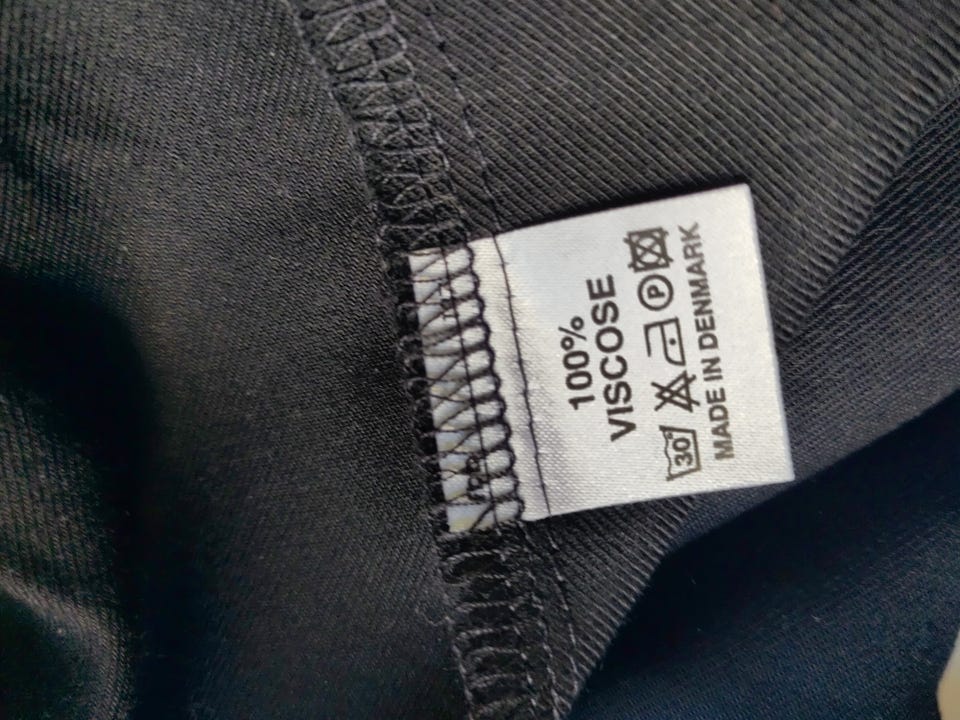 100%
VISCOSE
30° P
MADE IN DENMARK